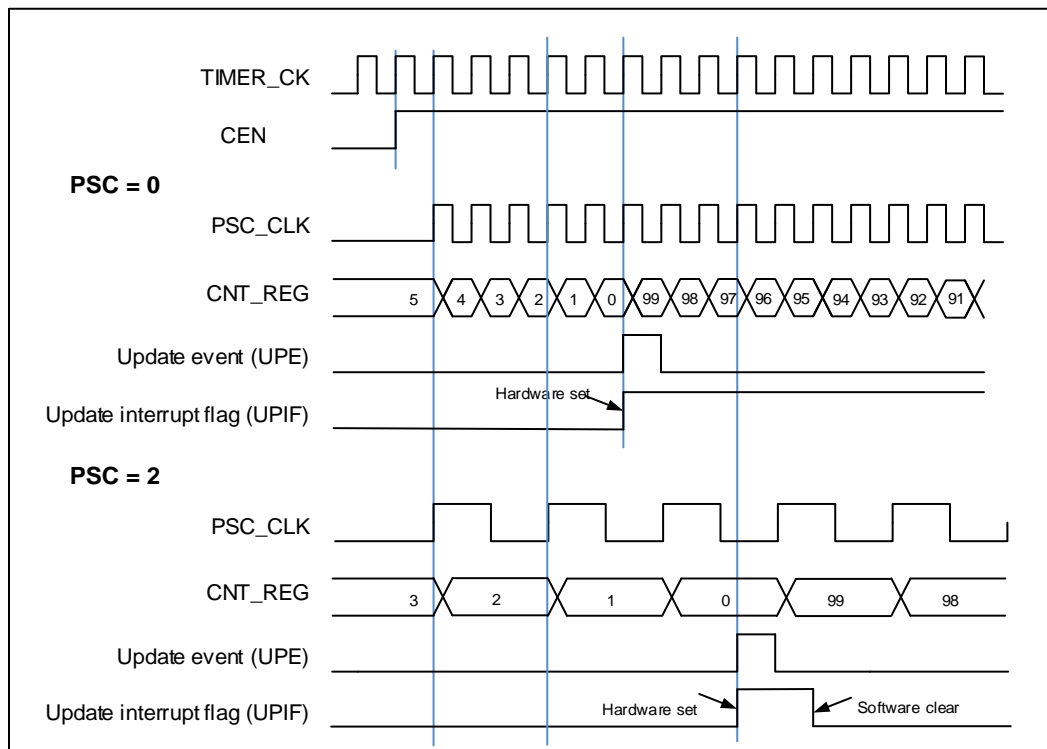 TIMER_CK
CEN
PSC = 0
PSC_CLK
CNT_REG 5 4 3 2 1 0 99 98 97 96 95 94 93 92 91
Update event (UPE)
Hardware set
Update interrupt flag (UPIF)
PSC = 2
PSC_CLK
CNT_REG 3 2 1 0 99 98
Update event (UPE)
Update interrupt flag (UPIF) Hardware set Software clear